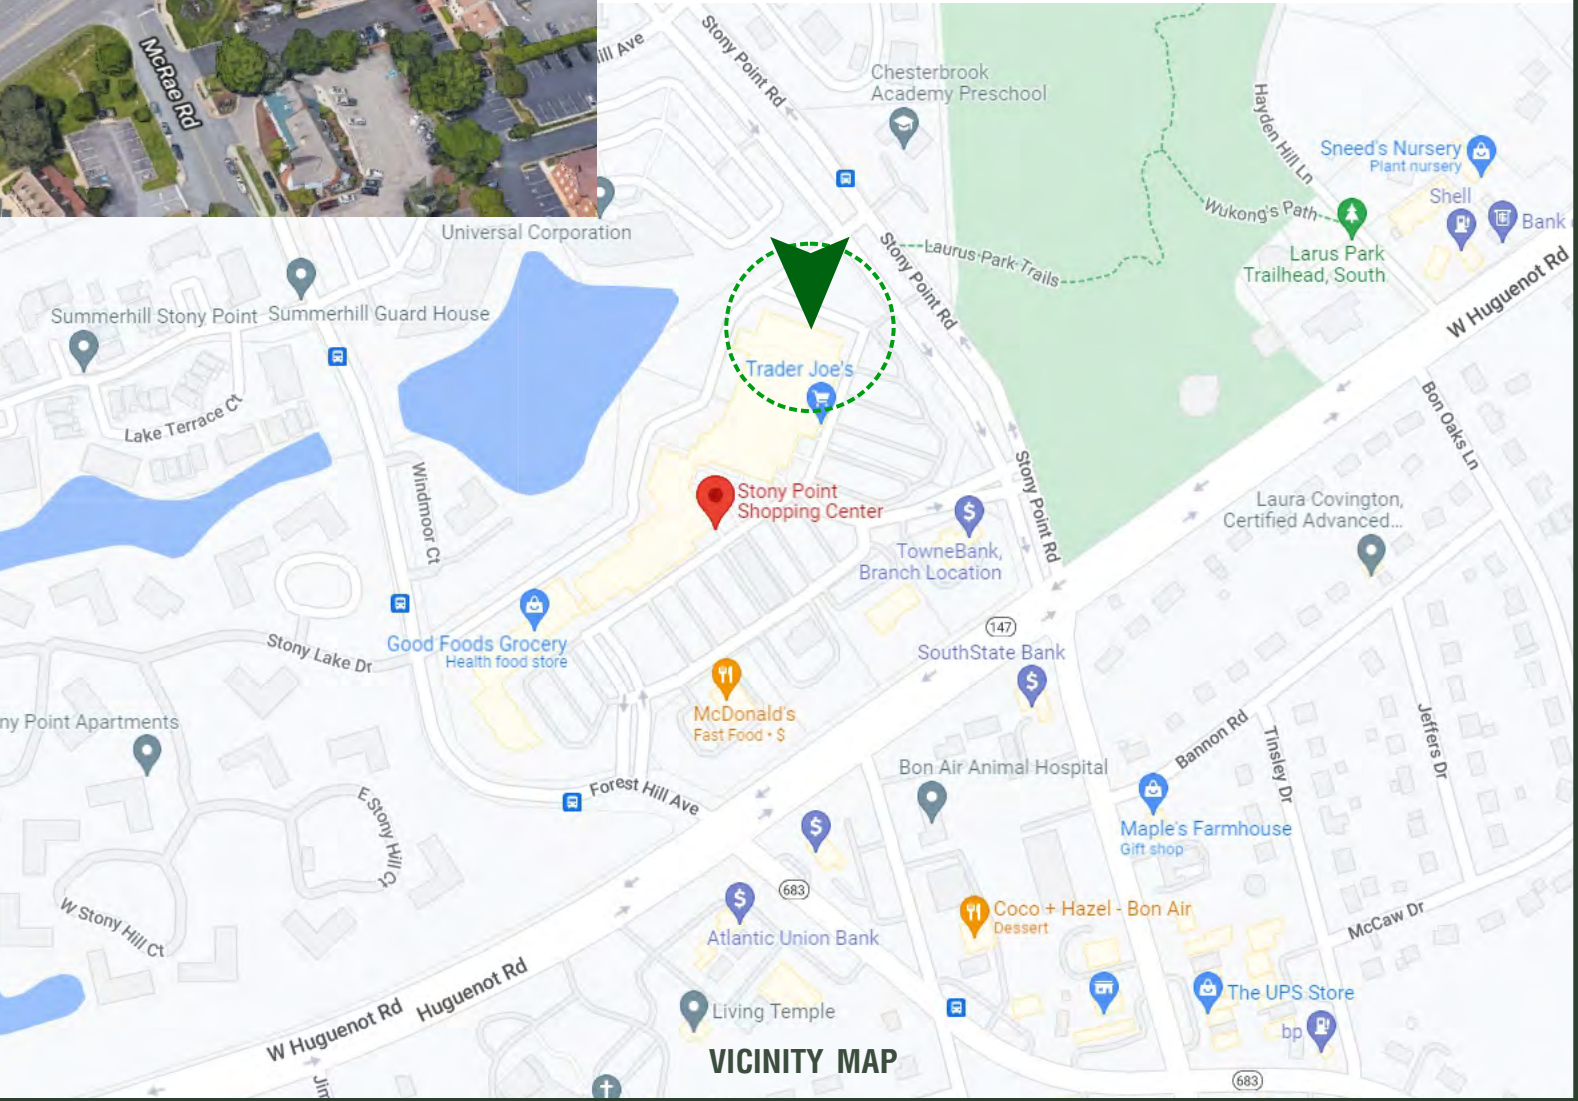 McRae Rd
ill Ave
Stony Point Rd
Chesterbrook
Academy Preschool
Hayden Hill Ln
Sneed's Nursery
Plant nursery
Shell
Bank
Wukong's Path
Larus Park
Trailhead, South
W Huguenot Rd
Universal Corporation
Stony Point Rd
Laurus Park Trails
Summerhill Stony Point
Summerhill Guard House
Trader Joe's
Lake Terrace Ct
Bon Oaks Ln
Windmoor Ct
Stony Point
Shopping Center
Stony Point Rd
Laura Covington,
Certified Advanced...
$
TowneBank,
Branch Location
Good Foods Grocery
Health food store
Stony Lake Dr
147
SouthState Bank
$
McDonald's
Fast Food • $
ny Point Apartments
Bannon Rd
Tinsley Dr
Jeffers Dr
Bon Air Animal Hospital
Forest Hill Ave
E Stony Hill Ct
$
Maple's Farmhouse
Gift shop
683
$
Atlantic Union Bank
Coco + Hazel - Bon Air
Dessert
McCaw Dr
W Stony Hill Ct
W Huguenot Rd
Huguenot Rd
Living Temple
The UPS Store
bp
VICINITY MAP
683
Jim